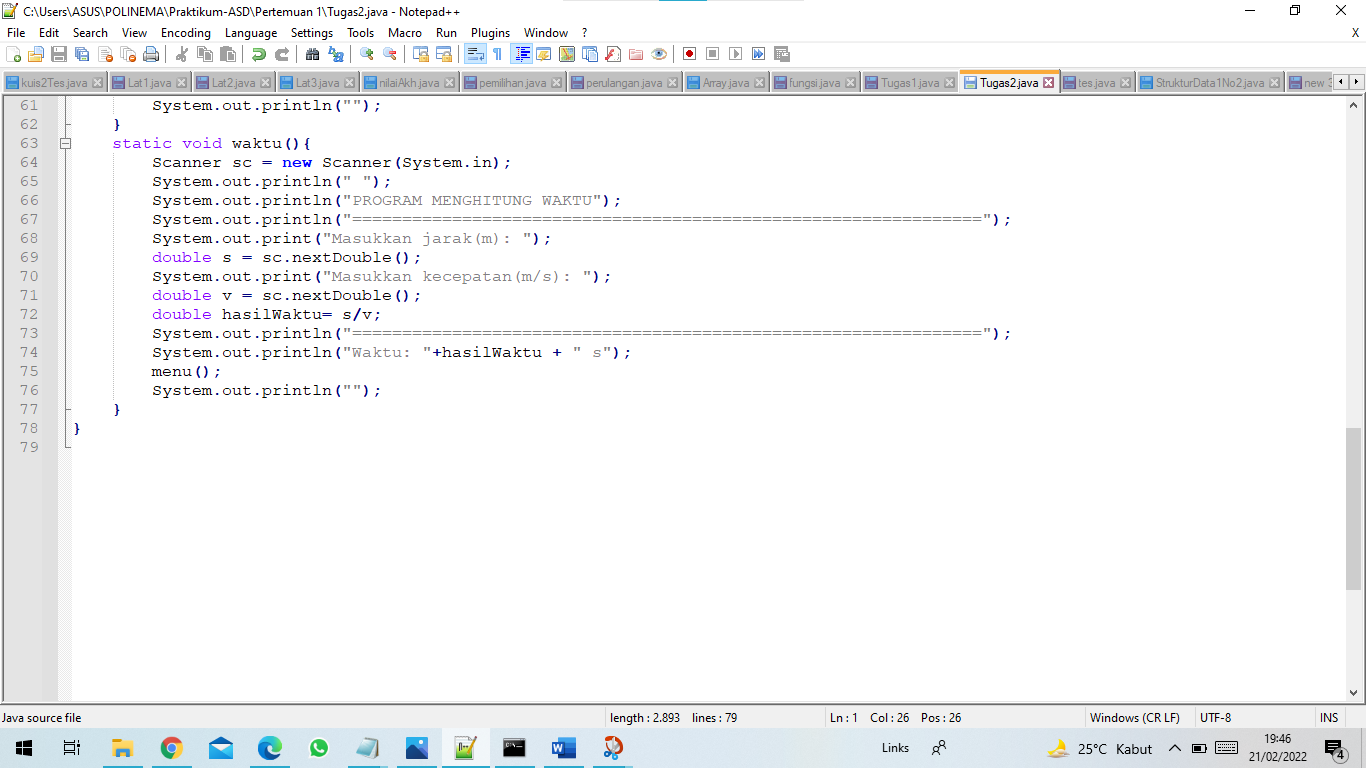 C:\Users\ASUS\POLINEMA\Praktikum-ASD\Pertemuan 1\Tugas2.java - Notepad++
File Edit Search View Encoding Language Settings Tools Macro Run Plugins Window ? X
kuis2Tes.java Lat1.java Lat2.java Lat3.java nilaiAkh.java pemilihan.java perulangan.java Array.java fungsi.java Tugas1.java Tugas2.java tes.java StrukturData1No2.java new 3
61 System.out.println("");
62 }
63 static void waktu(){
64 Scanner sc = new Scanner(System.in);
65 System.out.println(" ");
66 System.out.println("PROGRAM MENGHITUNG WAKTU");
67 System.out.println("===============================================================");
68 System.out.print("Masukkan jarak(m): ");
69 double s = sc.nextDouble();
70 System.out.print("Masukkan kecepatan(m/s): ");
71 double v = sc.nextDouble();
72 double hasilWaktu= s/v;
73 System.out.println("===============================================================");
74 System.out.println("Waktu: "+hasilWaktu + " s");
75 menu();
76 System.out.println("");
77 }
78 }
79
Java source file length : 2.893 lines : 79 Ln : 1 Col : 26 Pos : 26 Windows (CR LF) UTF-8 INS
Links 25°C Kabut 19:46
21/02/2022 4